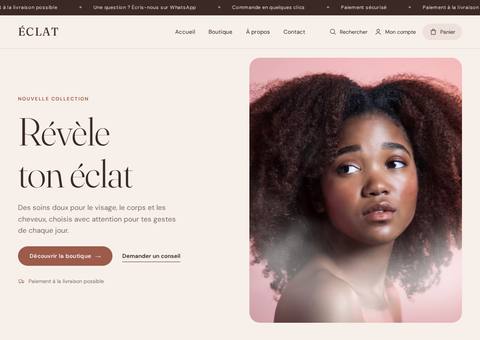 à la livraison possible • Une question ? Écris-nous sur WhatsApp • Commande en quelques clics • Paiement sécurisé • Paiement à la livraison
ÉCLAT Accueil Boutique À propos Contact Rechercher Mon compte Panier
NOUVELLE COLLECTION
Révèle
ton éclat
Des soins doux pour le visage, le corps et les
cheveux, choisis avec attention pour tes gestes
de chaque jour.
Découvrir la boutique → Demander un conseil
Paiement à la livraison possible